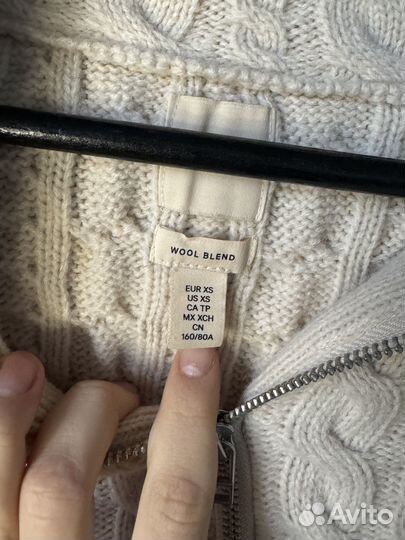 WOOL BLEND
EUR XS
US XS
CA TP
MX XCH
CN
160/80A
Avito